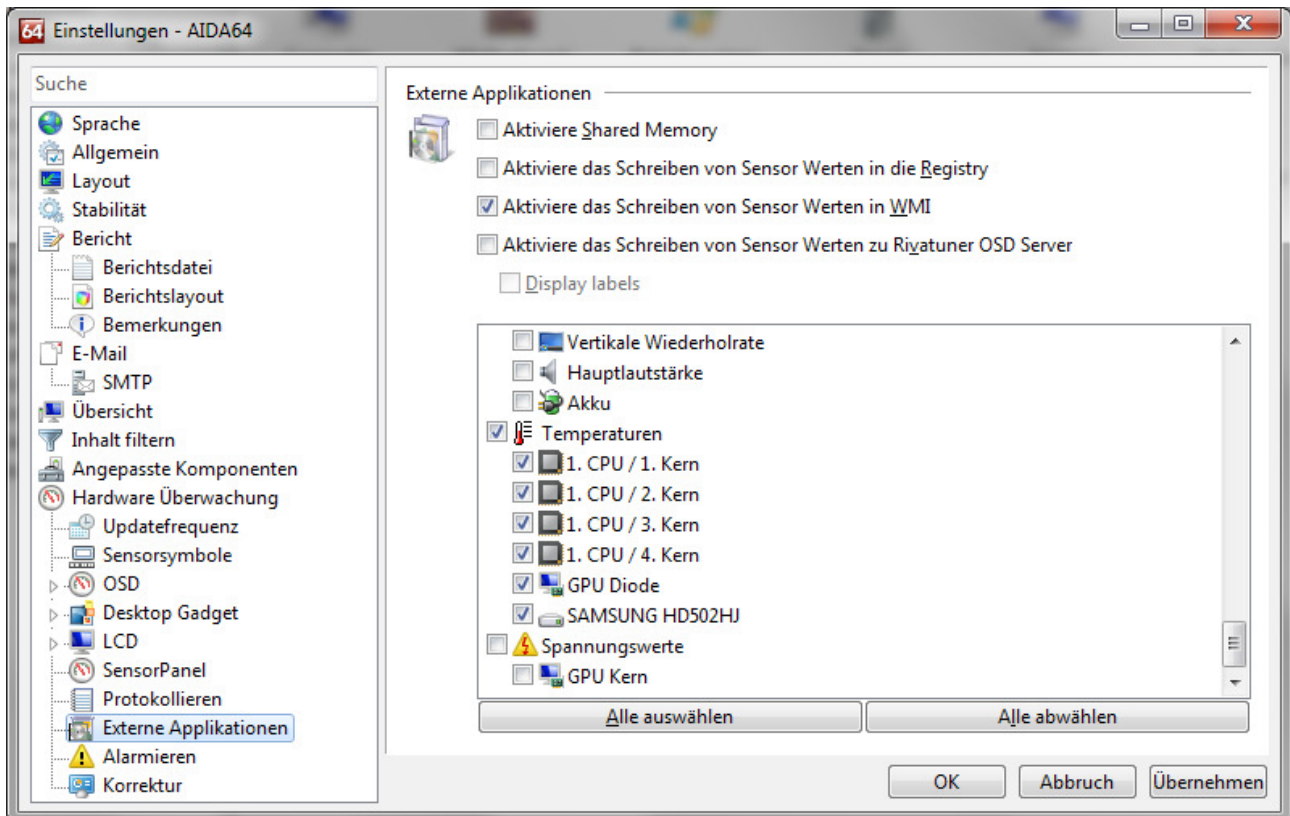 64 Einstellungen - AIDA64
Suche
Sprache
Allgemein
Layout
Stabilität
Bericht
Berichtsdatei
Berichtslayout
Bemerkungen
E-Mail
SMTP
Übersicht
Inhalt filtern
Angepasste Komponenten
Hardware Überwachung
Updatefrequenz
Sensorsymbole
OSD
Desktop Gadget
LCD
SensorPanel
Protokollieren
Externe Applikationen
Alarmieren
Korrektur
Externe Applikationen
Aktiviere Shared Memory
Aktiviere das Schreiben von Sensor Werten in die Registry
Aktiviere das Schreiben von Sensor Werten in WMI
Aktiviere das Schreiben von Sensor Werten zu Rivatuner OSD Server
Display labels
Vertikale Wiederholrate
Hauptlautstärke
Akku
Temperaturen
1. CPU / 1. Kern
1. CPU / 2. Kern
1. CPU / 3. Kern
1. CPU / 4. Kern
GPU Diode
SAMSUNG HD502HJ
Spannungswerte
GPU Kern
Alle auswählen
Alle abwählen
OK
Abbruch
Übernehmen